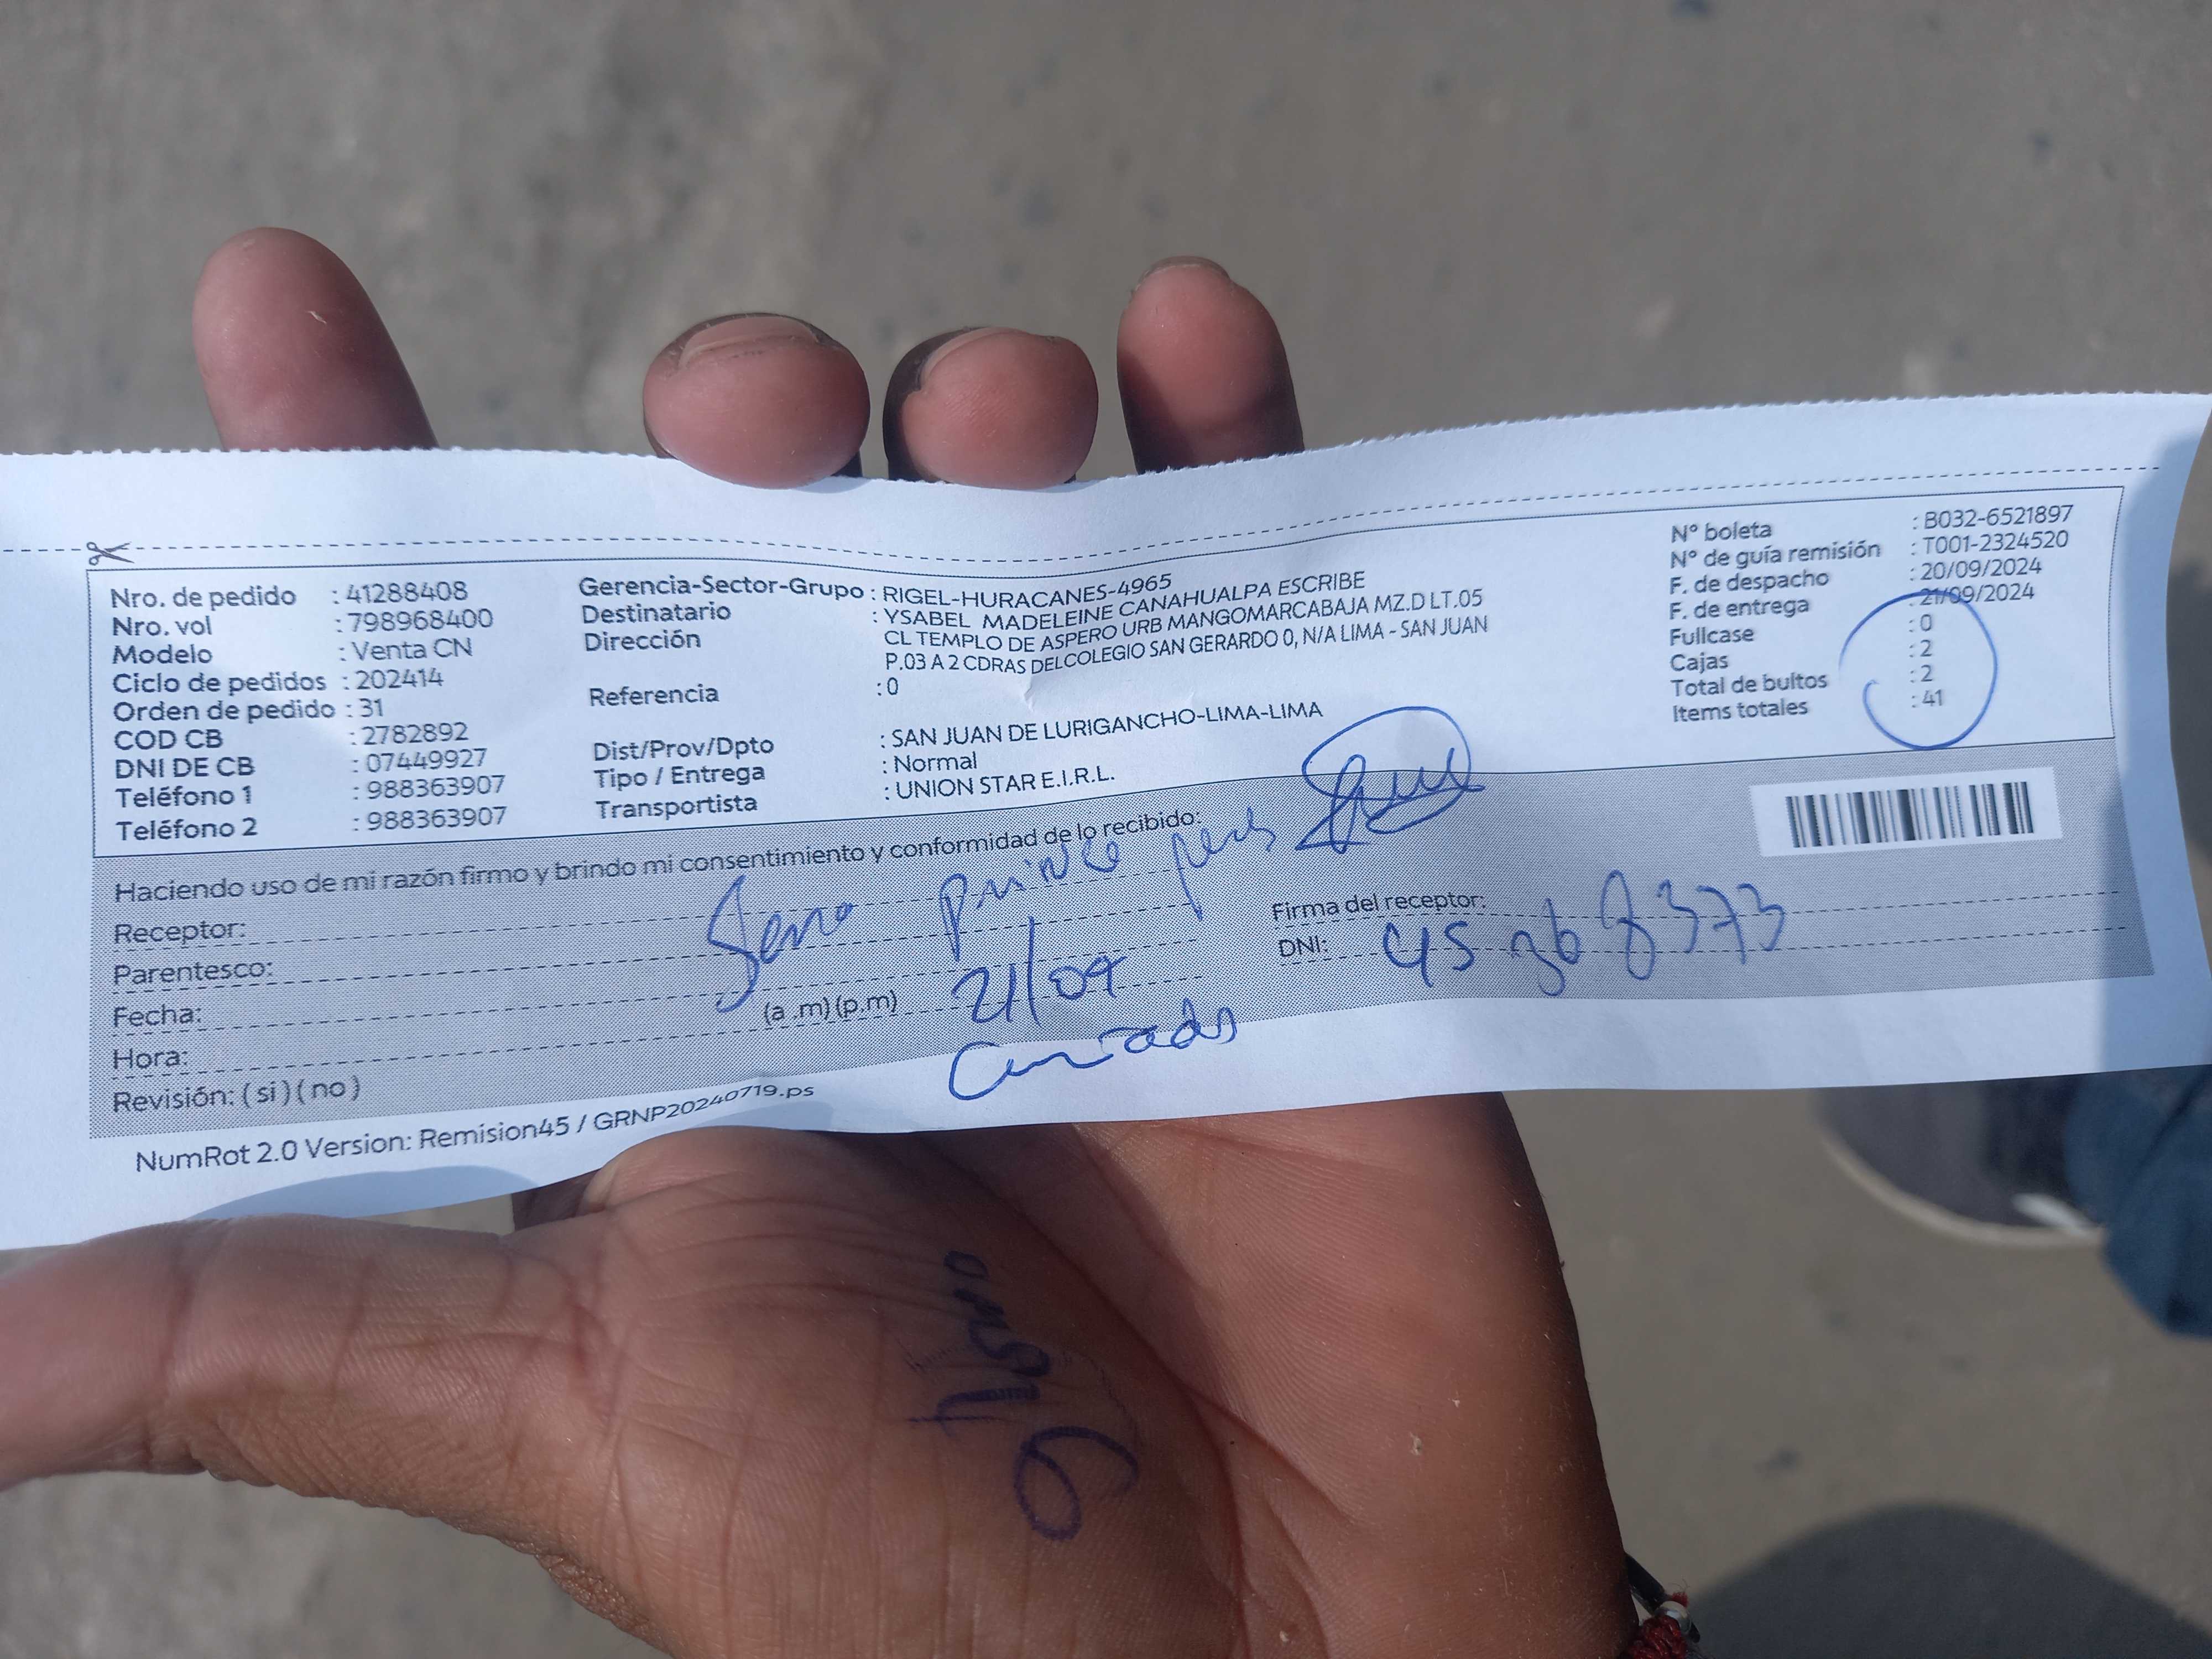 Nro. de pedido : 41288408
Nro. vol : 798968400
Modelo : Venta CN
Ciclo de pedidos : 202414
Orden de pedido : 31
COD CB : 2782892
DNI DE CB : 07449927
Teléfono 1 : 988363907
Teléfono 2 : 988363907
Gerencia-Sector-Grupo : RIGEL-HURACANES-4965
Destinatario : YSABEL MADELEINE CANAHUALPA ESCRIBE
Dirección : CL TEMPLO DE ASPERO URB MANGOMARCABAJA MZ.D LT.05
P.03 A 2 CDRAS DELCOLEGIO SAN GERARDO 0, N/A LIMA - SAN JUAN
Referencia : 0
Dist/Prov/Dpto : SAN JUAN DE LURIGANCHO-LIMA-LIMA
Tipo / Entrega : Normal
Transportista : UNION STAR E.I.R.L.
N° boleta : B032-6521897
N° de guía remisión : T001-2324520
F. de despacho : 20/09/2024
F. de entrega : 21/09/2024
Fullcase : 0
Cajas : 2
Total de bultos : 2
Items totales : 41
Haciendo uso de mi razón firmo y brindo mi consentimiento y conformidad de lo recibido:
Receptor:
Parentesco:
Fecha: 21/09
Hora: (a .m) (p.m)
Revisión: ( si ) ( no )
Firma del receptor:
DNI: 45 8373
NumRot 2.0 Version: Remision45 / GRNP20240719.ps